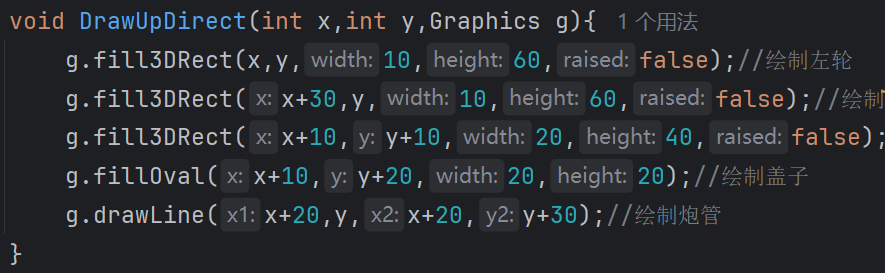 void DrawUpDirect(int x,int y,Graphics g){ 1个用法
g.fill3DRect(x,y, width: 10, height: 60, raised: false);//绘制左轮
g.fill3DRect( x: x+30,y, width: 10, height: 60, raised: false);//绘制
g.fill3DRect( x: x+10, y: y+10, width: 20, height: 40, raised: false);
g.fillOval( x: x+10, y: y+20, width: 20, height: 20);//绘制盖子
g.drawLine( x1: x+20,y, x2: x+20, y2: y+30);//绘制炮管
}